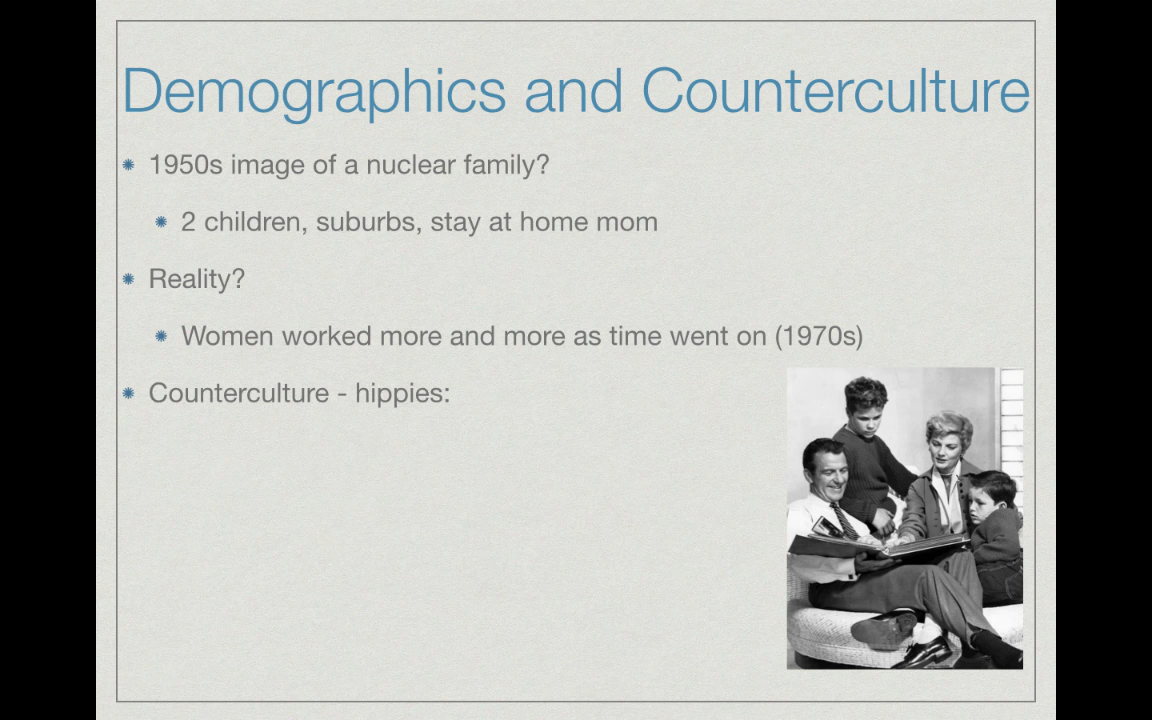 Demographics and Counterculture
1950s image of a nuclear family?
2 children, suburbs, stay at home mom
Reality?
Women worked more and more as time went on (1970s)
Counterculture - hippies: